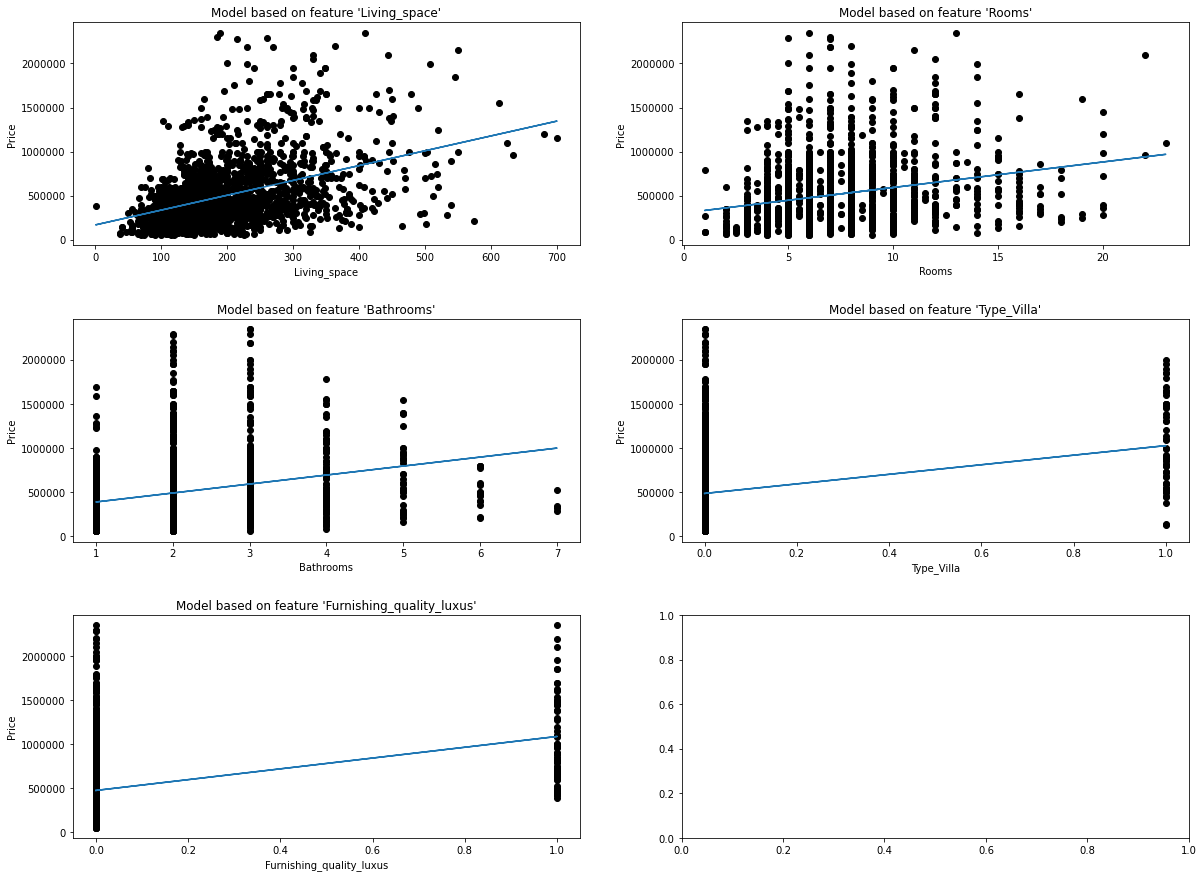 Model based on feature 'Living_space'
Price
2000000
1500000
1000000
500000
0
0 100 200 300 400 500 600 700
Living_space
Model based on feature 'Rooms'
Price
2000000
1500000
1000000
500000
0
0 5 10 15 20
Rooms
Model based on feature 'Bathrooms'
Price
2000000
1500000
1000000
500000
0
1 2 3 4 5 6 7
Bathrooms
Model based on feature 'Type_Villa'
Price
2000000
1500000
1000000
500000
0
0.0 0.2 0.4 0.6 0.8 1.0
Type_Villa
Model based on feature 'Furnishing_quality_luxus'
Price
2000000
1500000
1000000
500000
0
0.0 0.2 0.4 0.6 0.8 1.0
Furnishing_quality_luxus
1.0
0.8
0.6
0.4
0.2
0.0
0.0 0.2 0.4 0.6 0.8 1.0